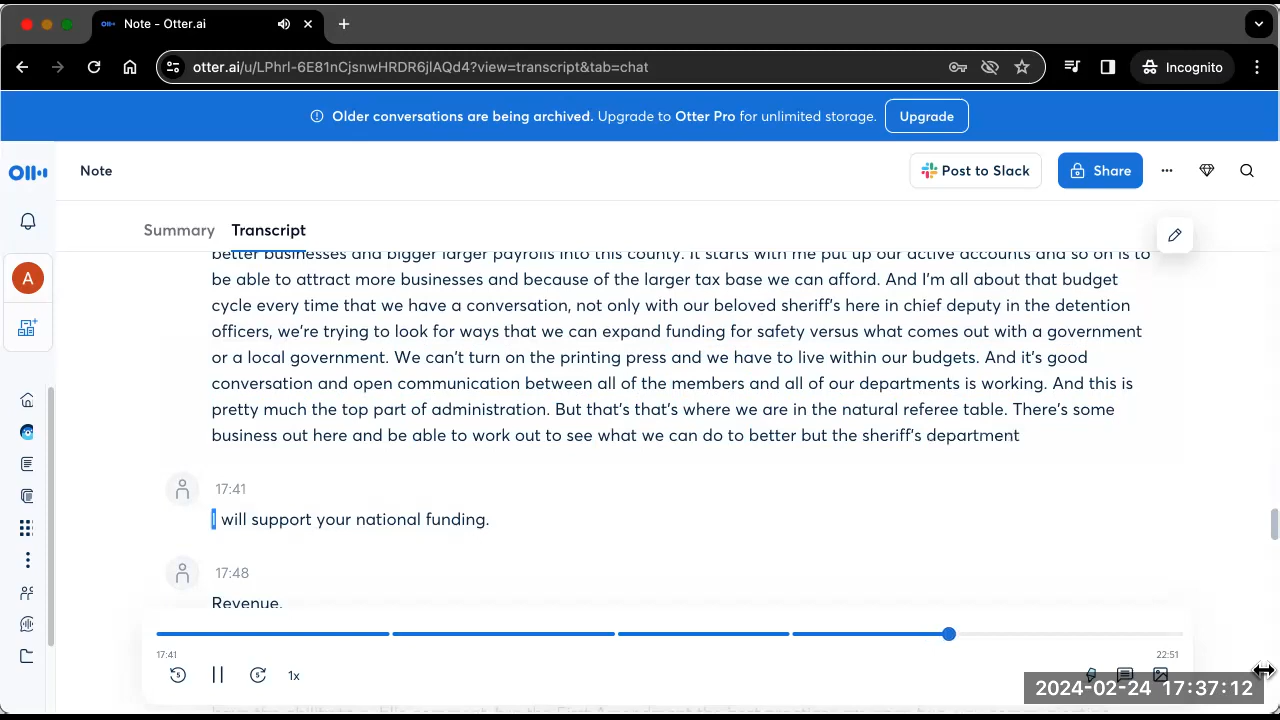 Note - Otter.ai
otter.ai/u/LPhrI-6E81nCjsnwHRDR6jlAQd4?view=transcript&tab=chat
Incognito
Older conversations are being archived. Upgrade to Otter Pro for unlimited storage.
Upgrade
Note
Post to Slack
Share
Summary
Transcript
A
better businesses and bigger larger payrolls into this county. It starts with me put up our active accounts and so on is to
be able to attract more businesses and because of the larger tax base we can afford. And I'm all about that budget
cycle every time that we have a conversation, not only with our beloved sheriff's here in chief deputy in the detention
officers, we're trying to look for ways that we can expand funding for safety versus what comes out with a government
or a local government. We can't turn on the printing press and we have to live within our budgets. And it's good
conversation and open communication between all of the members and all of our departments is working. And this is
pretty much the top part of administration. But that's that's where we are in the natural referee table. There's some
business out here and be able to work out to see what we can do to better but the sheriff's department
17:41
I will support your national funding.
17:48
Revenue.
17:41
22:51
5
5
1x
2024-02-24 17:37:12